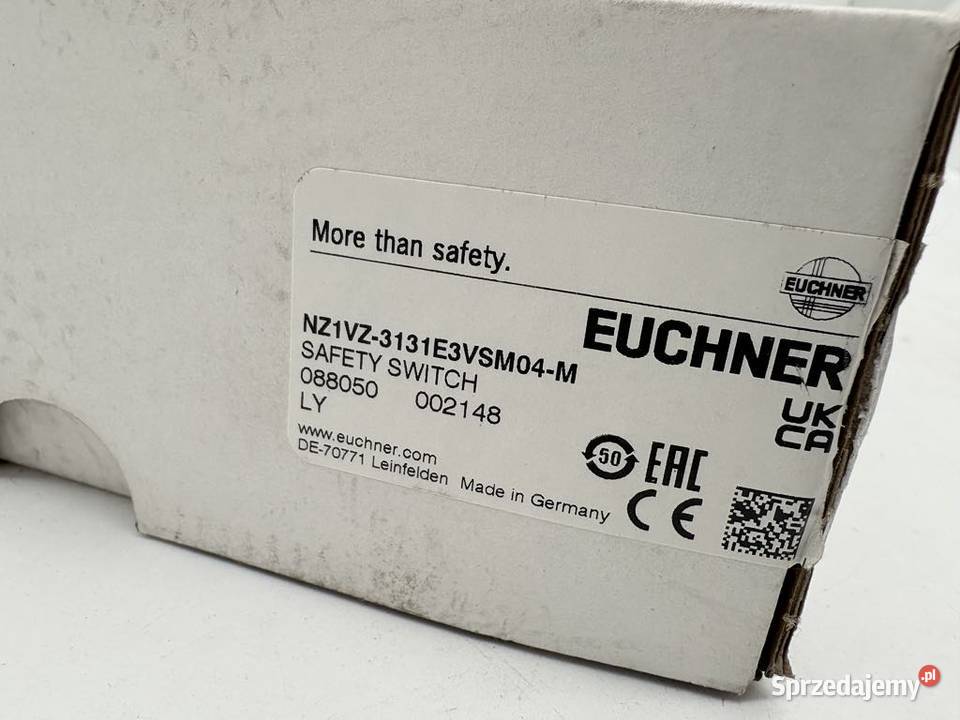 More than safety.
EUCHNER
EUCHNER
NZ1VZ-3131E3VSM04-M
SAFETY SWITCH
088050 002148
LY
UK
CA
www.euchner.com
DE-70771 Leinfelden Made in Germany
50
EAC
CE
Sprzedajemy.pl